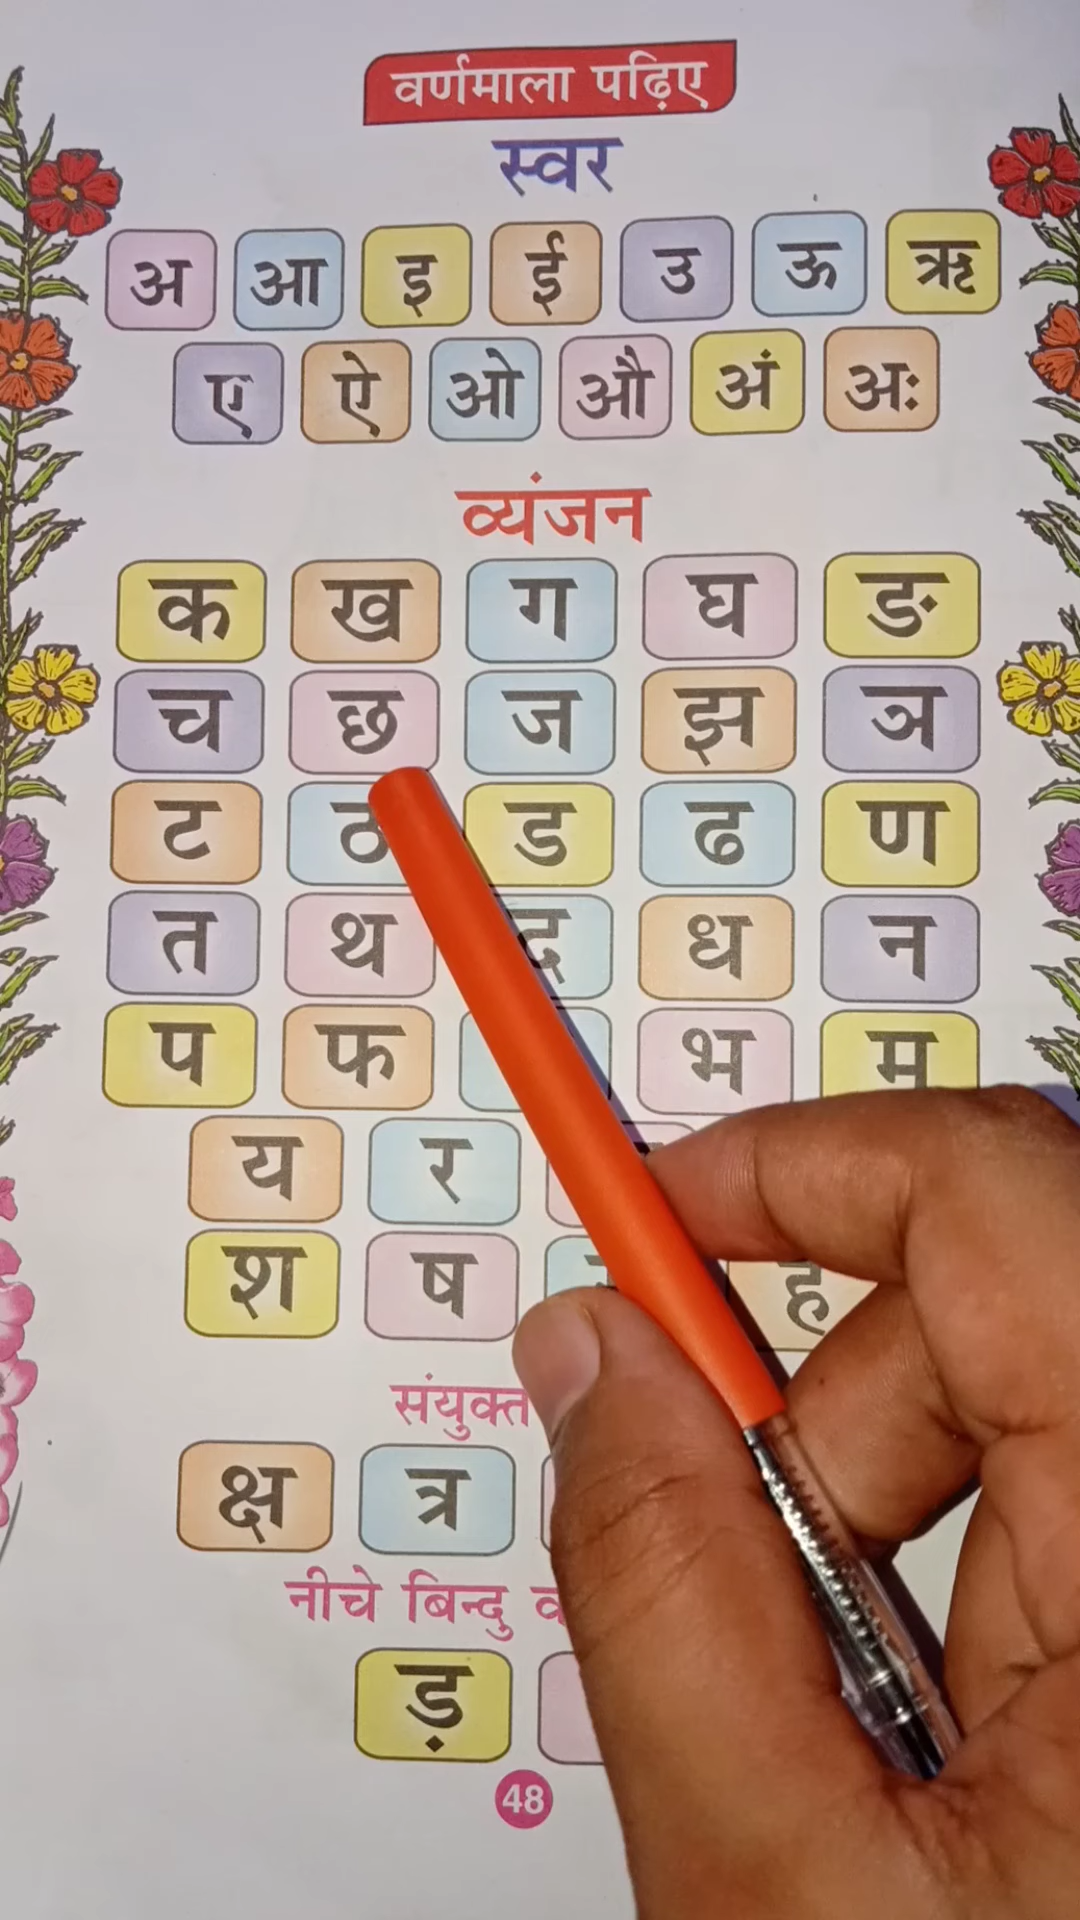 वर्णमाला पढ़िए
स्वर
अ आ इ ई उ ऊ ऋ
ए ऐ ओ औ अं अः
व्यंजन
क ख ग घ ङ
च छ ज झ ञ
ट ठ ड ढ ण
त थ द ध न
प फ भ म
य र
श ष ह
संयुक्त
क्ष त्र
नीचे बिन्दु
ड़
48